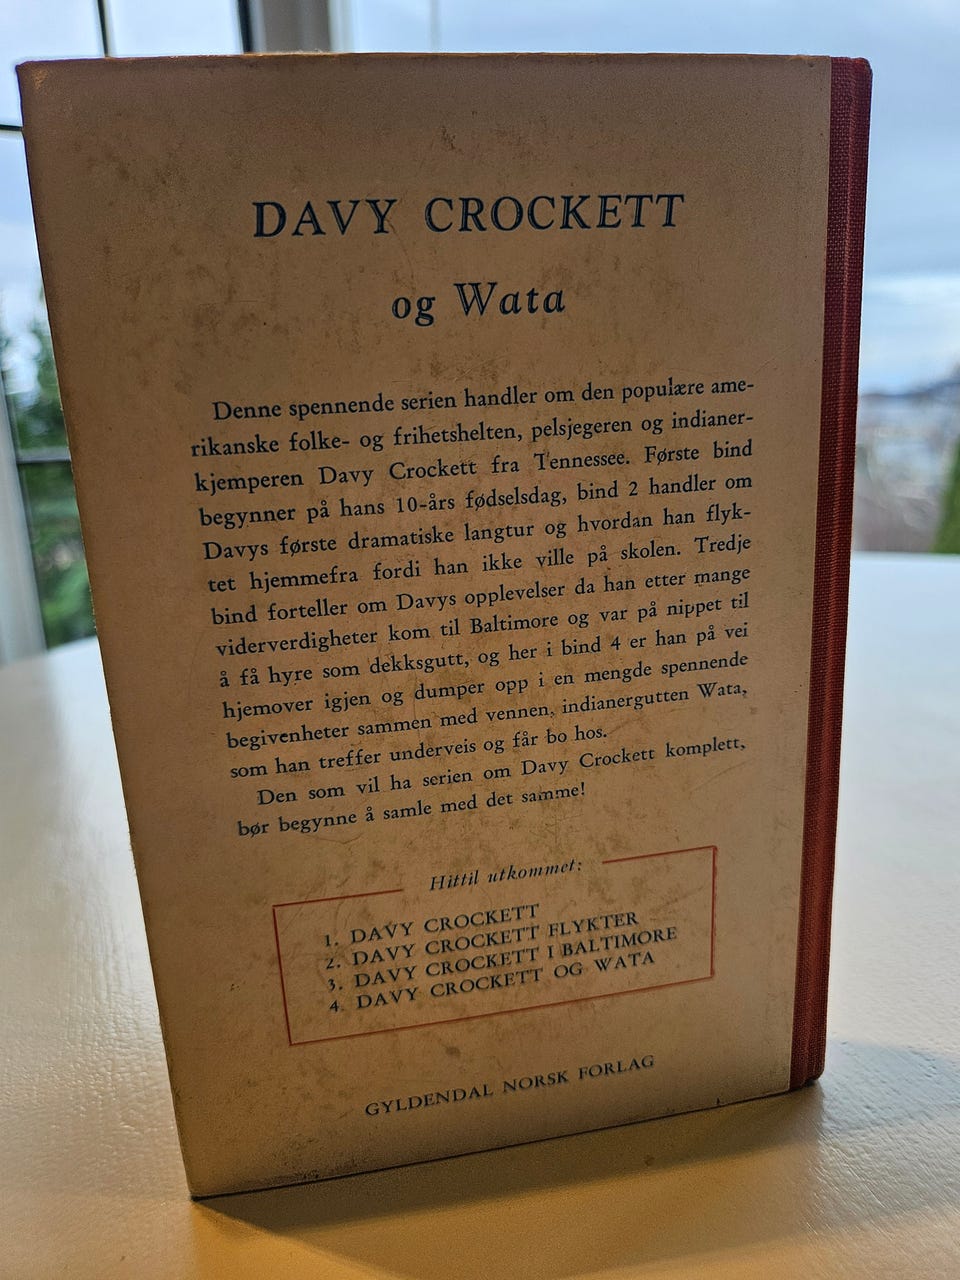 DAVY CROCKETT
og Wata
Denne spennende serien handler om den populære ame-
rikanske folke- og frihetshelten, pelsjegeren og indianer-
kjemperen Davy Crockett fra Tennessee. Første bind
begynner på hans 10-års fødselsdag, bind 2 handler om
Davys første dramatiske langtur og hvordan han flyk-
tet hjemmefra fordi han ikke ville på skolen. Tredje
bind forteller om Davys opplevelser da han etter mange
viderverdigheter kom til Baltimore og var på nippet til
å få hyre som dekksgutt, og her i bind 4 er han på vei
hjemover igjen og dumper opp i en mengde spennende
begivenheter sammen med vennen, indianergutten Wata,
som han treffer underveis og får bo hos.
Den som vil ha serien om Davy Crockett komplett,
bør begynne å samle med det samme!
Hittil utkommet:
1. DAVY CROCKETT
2. DAVY CROCKETT FLYKTER
3. DAVY CROCKETT I BALTIMORE
4. DAVY CROCKETT OG WATA
GYLDENDAL NORSK FORLAG